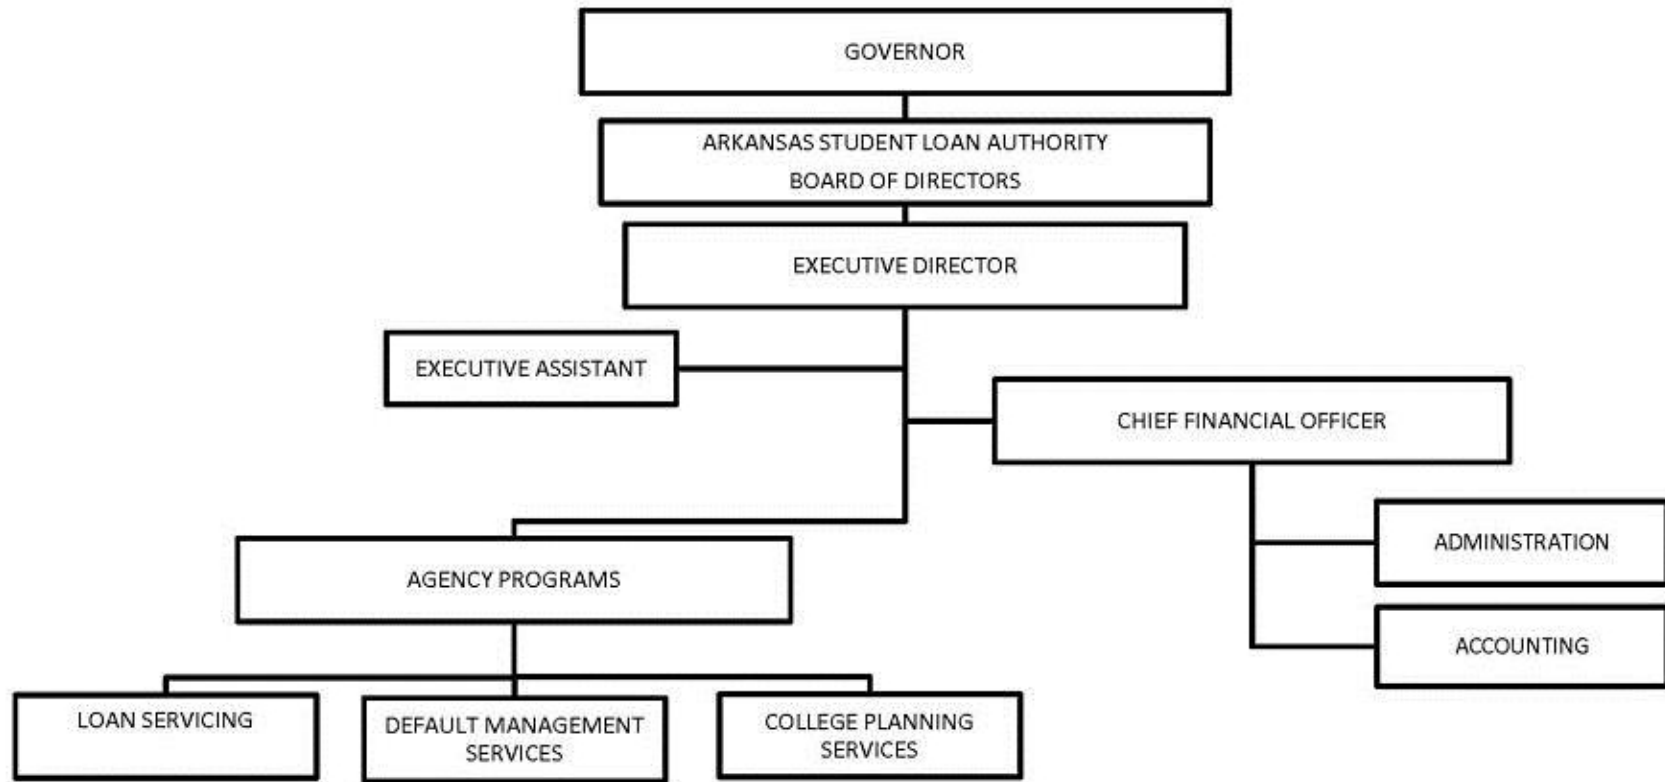 GOVERNOR
ARKANSAS STUDENT LOAN AUTHORITY
BOARD OF DIRECTORS
EXECUTIVE DIRECTOR
EXECUTIVE ASSISTANT
CHIEF FINANCIAL OFFICER
ADMINISTRATION
AGENCY PROGRAMS
ACCOUNTING
LOAN SERVICING
DEFAULT MANAGEMENT
SERVICES
COLLEGE PLANNING
SERVICES